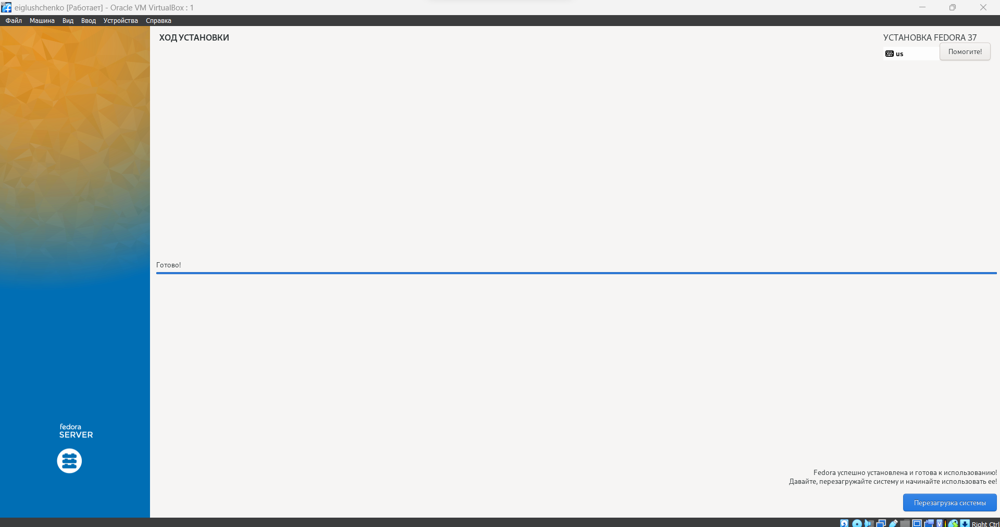 eiglushchenko [Работает] - Oracle VM VirtualBox : 1
Файл Машина Вид Ввод Устройства Справка
ХОД УСТАНОВКИ
УСТАНОВКА FEDORA 37
us
Помогите!
Готово!
fedora
SERVER
Fedora успешно установлена и готова к использованию!
Давайте, перезагружайте систему и начинайте использовать ее!
Перезагрузка системы
Right Ctrl